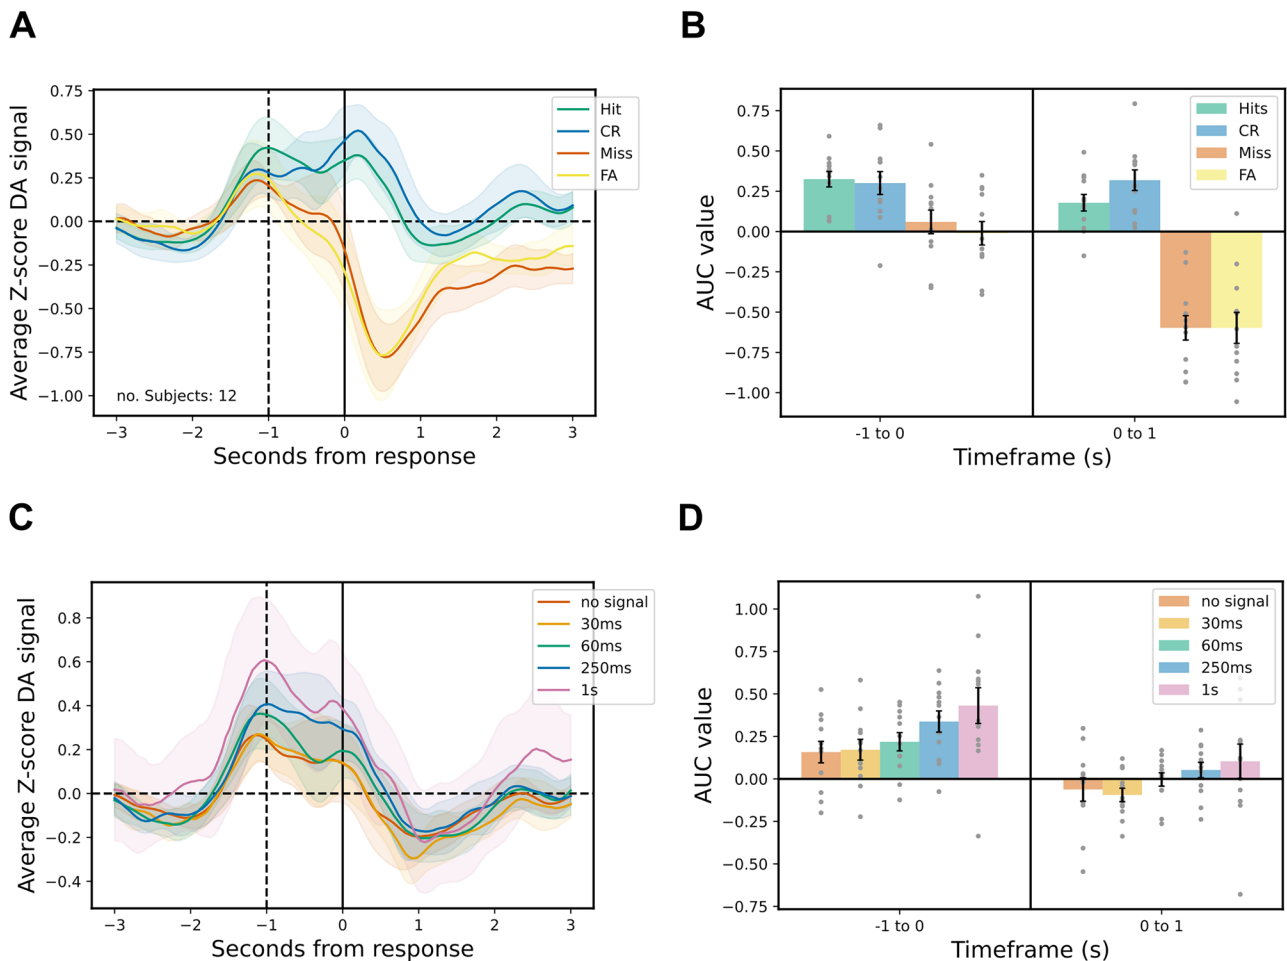 A
Average Z-score DA signal
0.75
0.50
0.25
0.00
−0.25
−0.50
−0.75
−1.00
Hit
CR
Miss
FA
no. Subjects: 12
−3
−2
−1
0
1
2
3
Seconds from response
B
AUC value
0.75
0.50
0.25
0.00
−0.25
−0.50
−0.75
−1.00
Hits
CR
Miss
FA
-1 to 0
0 to 1
Timeframe (s)
C
Average Z-score DA signal
0.8
0.6
0.4
0.2
0.0
−0.2
−0.4
no signal
30ms
60ms
250ms
1s
−3
−2
−1
0
1
2
3
Seconds from response
D
AUC value
1.00
0.75
0.50
0.25
0.00
−0.25
−0.50
−0.75
no signal
30ms
60ms
250ms
1s
-1 to 0
0 to 1
Timeframe (s)